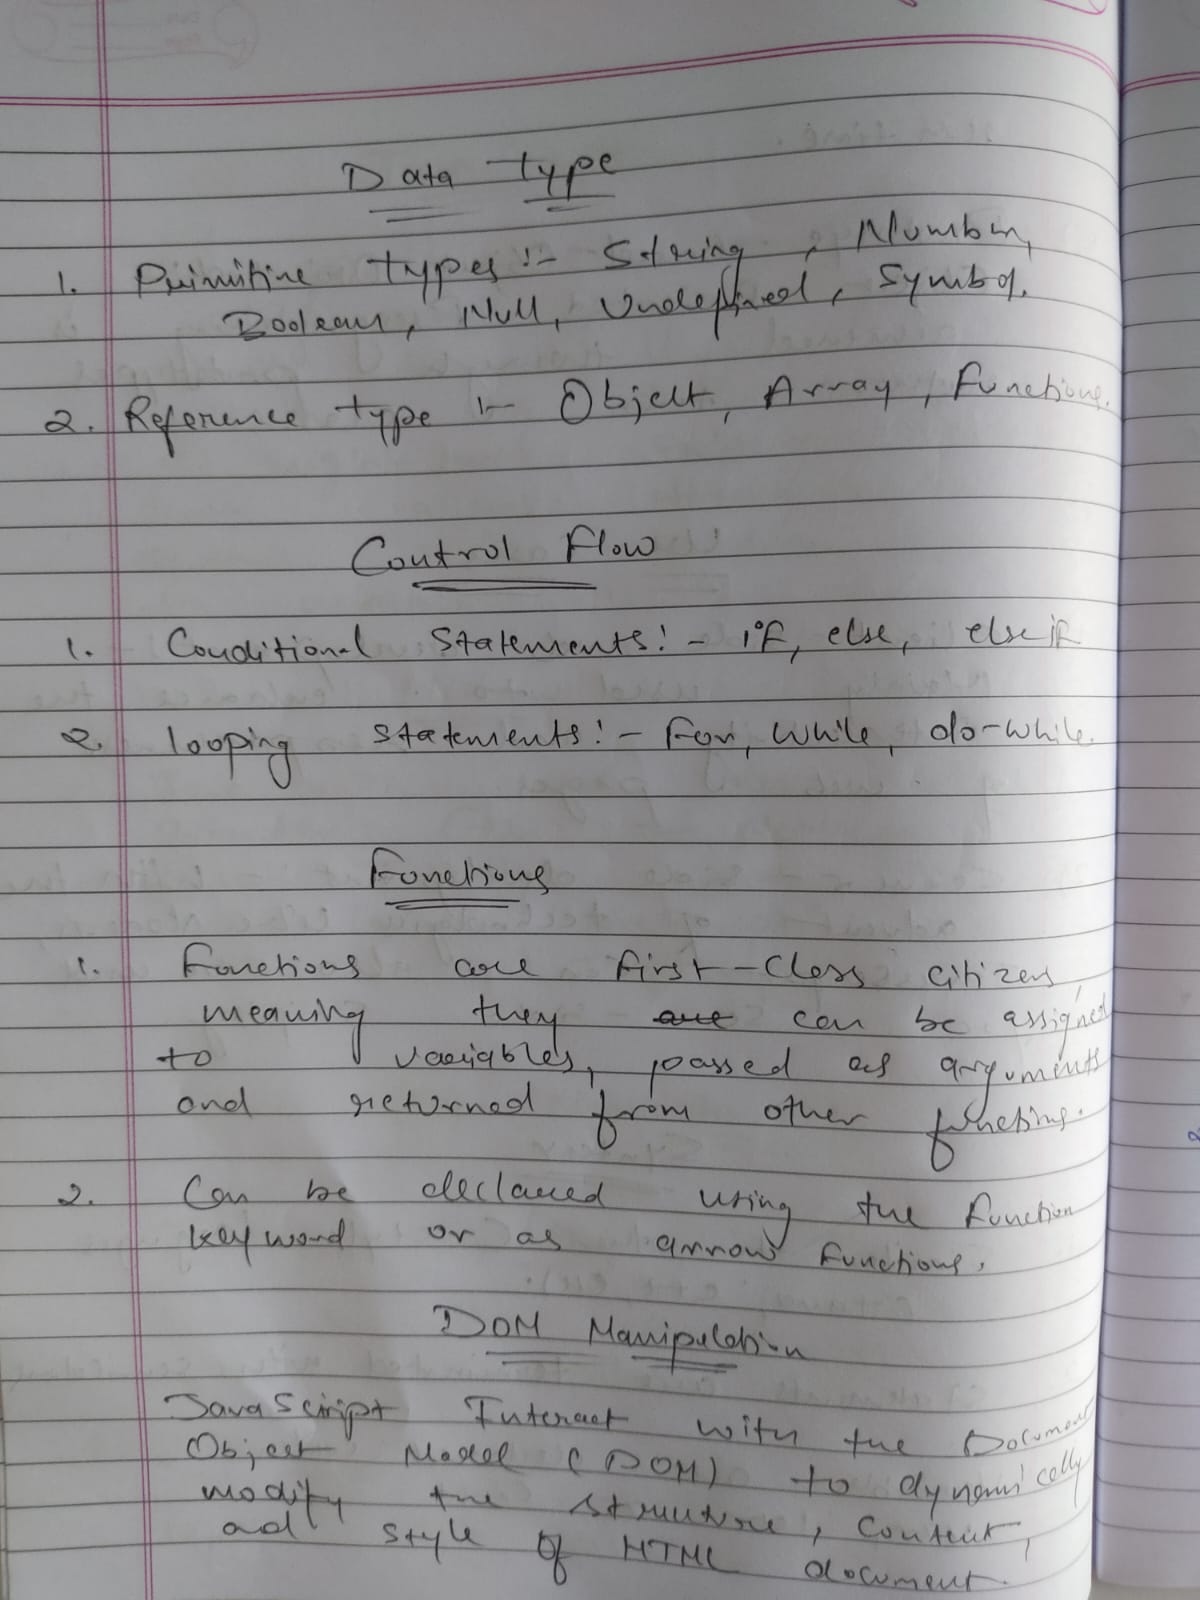 Data type
1. Primitive types :- String, Number,
Boolean, Null, Undefined, Symbol.
2. Reference type :- Object, Array, Functions.
Control Flow
1. Conditional Statements :- if, else, else if
2. looping statements :- For, While, do-while.
Functions
1. Functions are first-class citizens,
meaning they are can be assigned
to variables, passed as arguments
and returned from other functions.
2. Can be declared using the function
keyword or as arrow functions.
DOM Manipulation
JavaScript Interact with the Document
Object Model (DOM) to dynamically
modify the structure, content,
and style of HTML document.